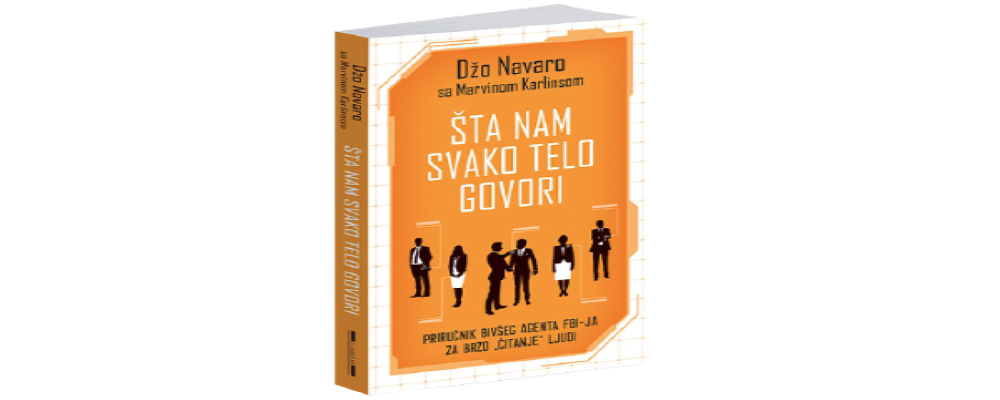 Džo Navaro
sa Marvinom Karlinsom
ŠTA NAM
SVAKO TELO
GOVORI
PRIRUČNIK BIVŠEG AGENTA FBI-JA
ZA BRZO „ČITANJE” LJUDI
Džo Navaro
sa Marvinom Karlinsom
ŠTA NAM SVAKO TELO GOVORI